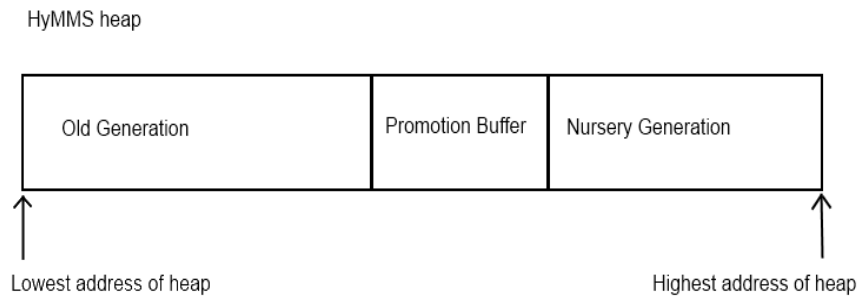 HyMMS heap
Old Generation
Promotion Buffer
Nursery Generation
Lowest address of heap
Highest address of heap